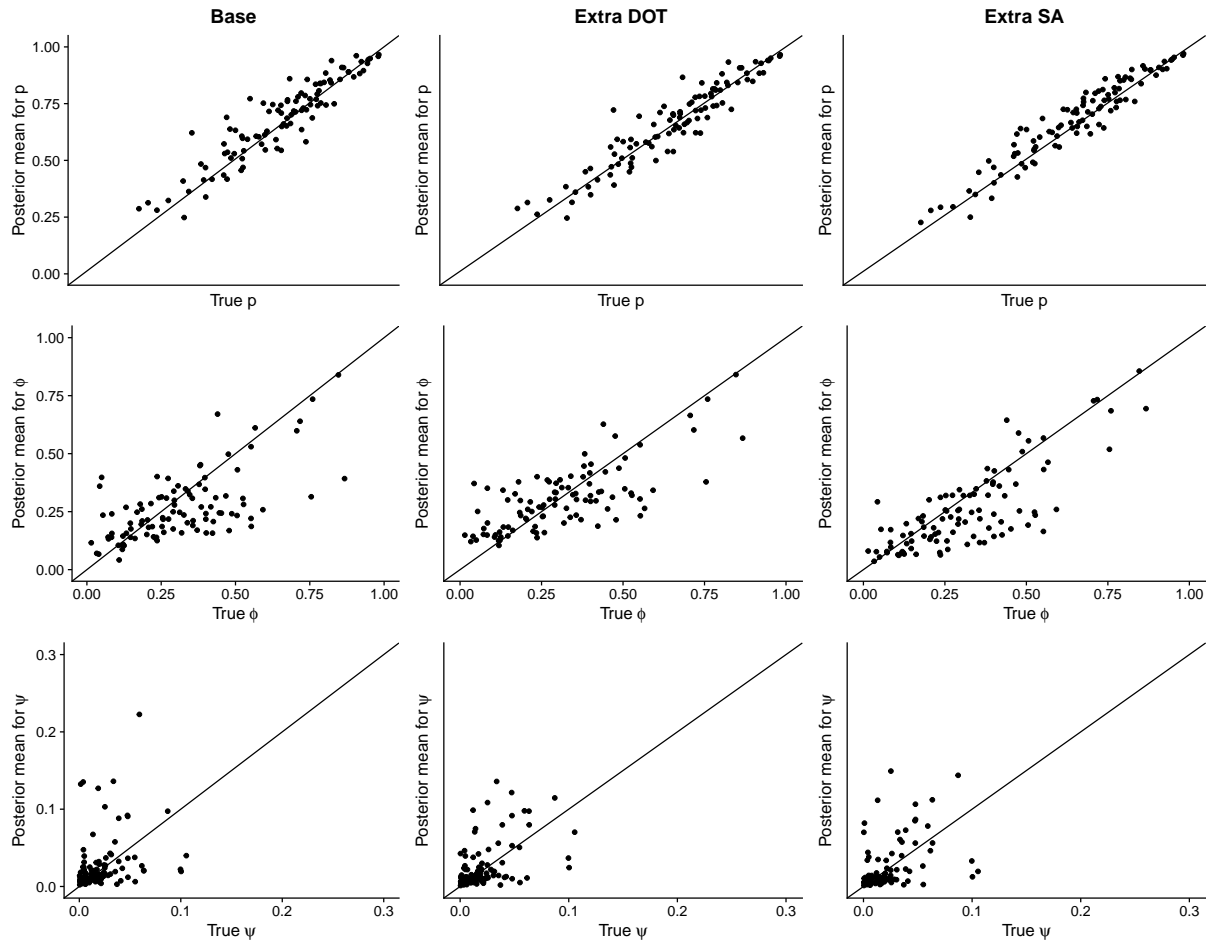 Base Extra DOT Extra SA
Posterior mean for p
1.00
0.75
0.50
0.25
0.00
True p
Posterior mean for p
True p
Posterior mean for p
True p
Posterior mean for ϕ
1.00
0.75
0.50
0.25
0.00
0.00 0.25 0.50 0.75 1.00
True ϕ
Posterior mean for ϕ
0.00 0.25 0.50 0.75 1.00
True ϕ
Posterior mean for ϕ
0.00 0.25 0.50 0.75 1.00
True ϕ
Posterior mean for ψ
0.3
0.2
0.1
0.0
0.0 0.1 0.2 0.3
True ψ
Posterior mean for ψ
0.0 0.1 0.2 0.3
True ψ
Posterior mean for ψ
0.0 0.1 0.2 0.3
True ψ